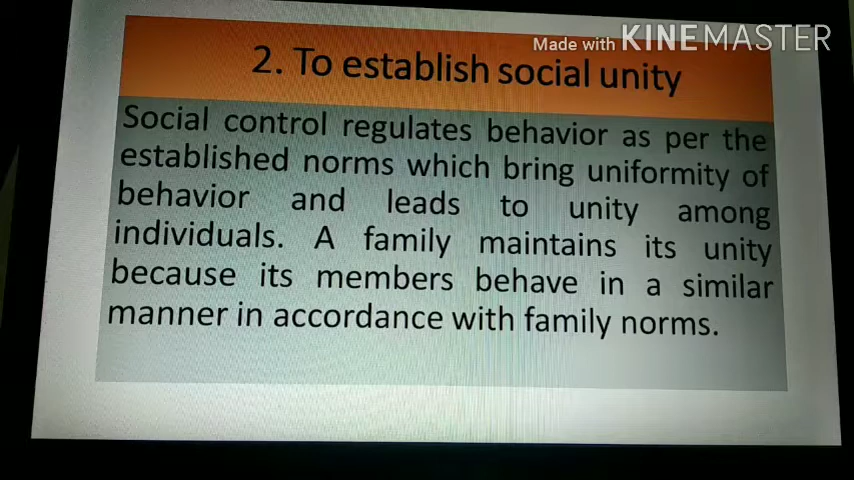 Made with KINEMASTER
2. To establish social unity
Social control regulates behavior as per the
established norms which bring uniformity of
behavior and leads to unity among
individuals. A family maintains its unity
because its members behave in a similar
manner in accordance with family norms.